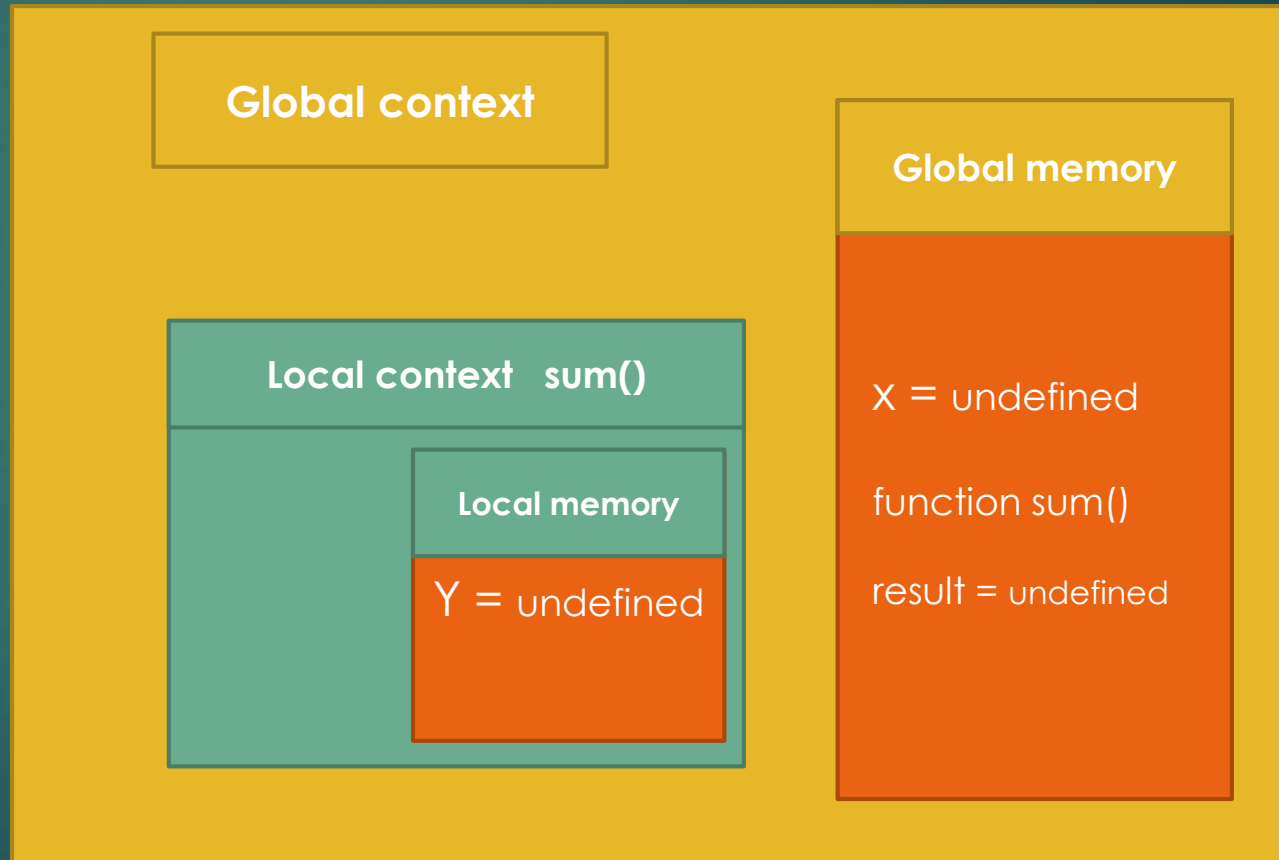 Global context
Global memory
Local context sum()
Local memory
Y = undefined
x = undefined
function sum()
result = undefined